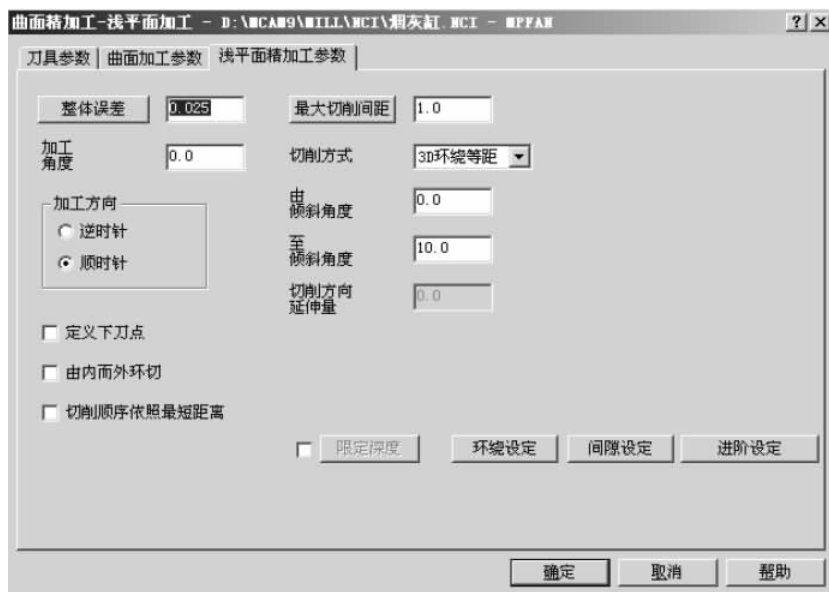 曲面精加工-浅平面加工 - D:\MCAM9\MILL\NCI\烟灰缸.NCI - MPFAN
刀具参数 曲面加工参数 浅平面精加工参数
整体误差 0.025 最大切削间距 1.0
加工
角度 0.0 切削方式 3D环绕等距
加工方向
逆时针
顺时针
由
倾斜角度 0.0
至
倾斜角度 10.0
切削方向
延伸量 0.0
定义下刀点
由内而外环切
切削顺序依照最短距离
限定深度 环绕设定 间隙设定 进阶设定
确定 取消 帮助